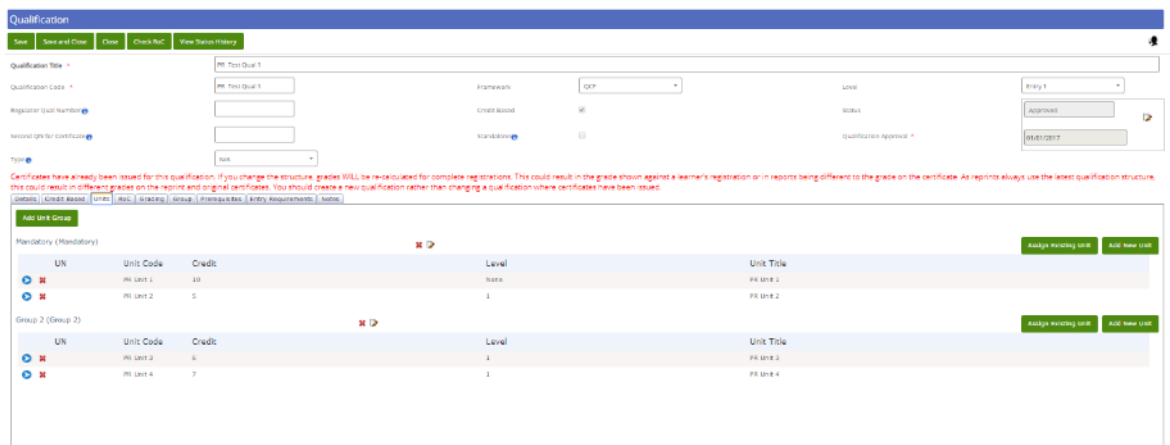 Qualification
Save Save and Close Close Check RoC View Status History
Qualification Title * PR Test Qual 1
Qualification Code * PR Test Qual 1 Framework QCF Level Entry 1
Regulator Qual Number Credit Based Status Approved
Second QN for Certificate Standalone Qualification Approval * 01/01/2017
Type N/A
Certificates have already been issued for this qualification. If you change the structure, grades WILL be re-calculated for complete registrations. This could result in the grade shown against a learner's registration or in reports being different to the grade on the certificate. As reprints always use the latest qualification structure,
this could result in different grades on the reprint and original certificates. You should create a new qualification rather than changing a qualification where certificates have been issued.
Details Credit Based Units RoC Grading Group Prerequisites Entry Requirements Notes
Add Unit Group
Mandatory (Mandatory) Assign Existing Unit Add New Unit
UN Unit Code Credit Level Unit Title
PR Unit 1 10 None PR Unit 1
PR Unit 2 5 1 PR Unit 2
Group 2 (Group 2) Assign Existing Unit Add New Unit
UN Unit Code Credit Level Unit Title
PR Unit 3 6 1 PR Unit 3
PR Unit 4 7 1 PR Unit 4